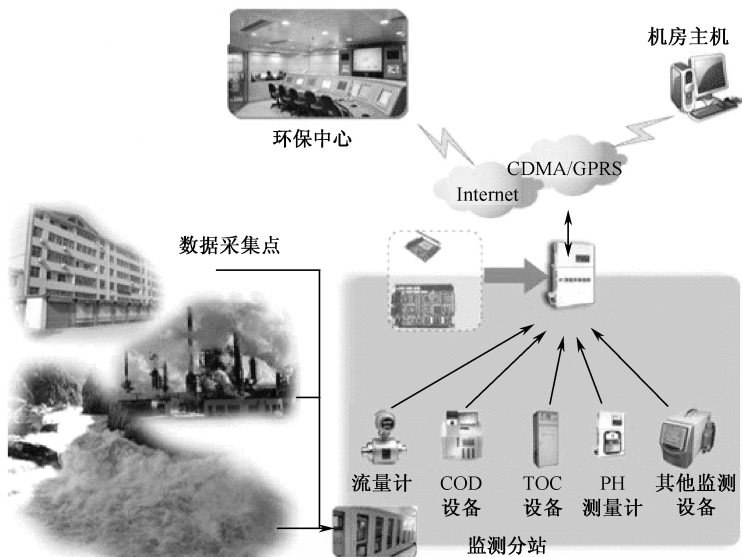 机房主机
环保中心
CDMA/GPRS
Internet
数据采集点
流量计
COD
设备
TOC
设备
PH
测量计
其他监测
设备
监测分站